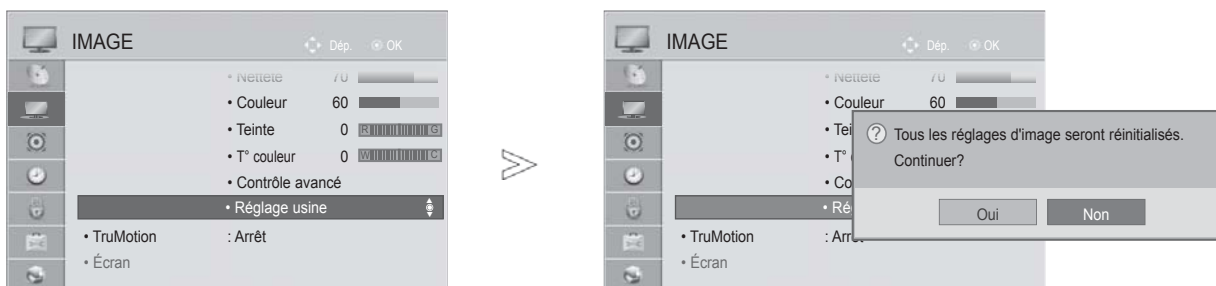 IMAGE
Dép. OK
• Netteté 70
• Couleur 60
• Teinte 0 R G
• T° couleur 0 W C
• Contrôle avancé
• Réglage usine
• TruMotion : Arrêt
• Écran
IMAGE
Dép. OK
• Netteté 70
• Couleur 60
• Tei
• T°
• Co
• Ré
• TruMotion : Arrêt
• Écran
? Tous les réglages d'image seront réinitialisés.
Continuer?
Oui Non